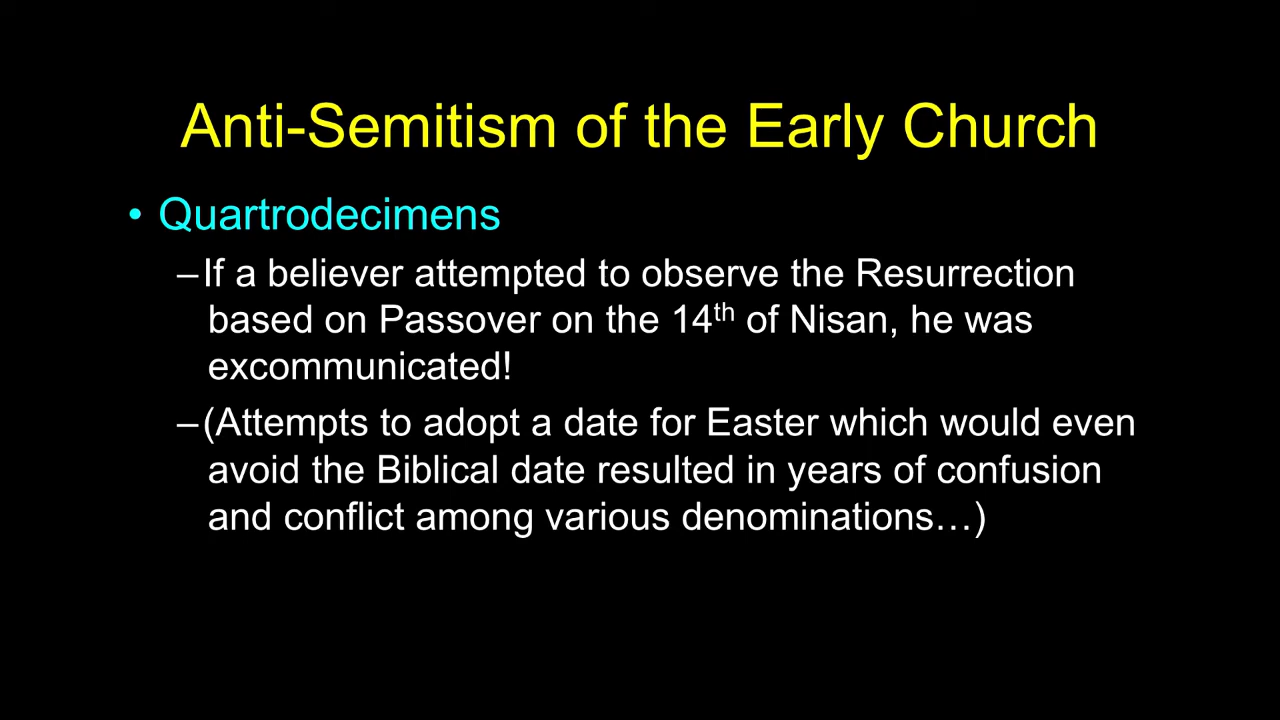 Anti-Semitism of the Early Church
• Quartrodecimens
–If a believer attempted to observe the Resurrection
based on Passover on the 14th of Nisan, he was
excommunicated!
–(Attempts to adopt a date for Easter which would even
avoid the Biblical date resulted in years of confusion
and conflict among various denominations…)